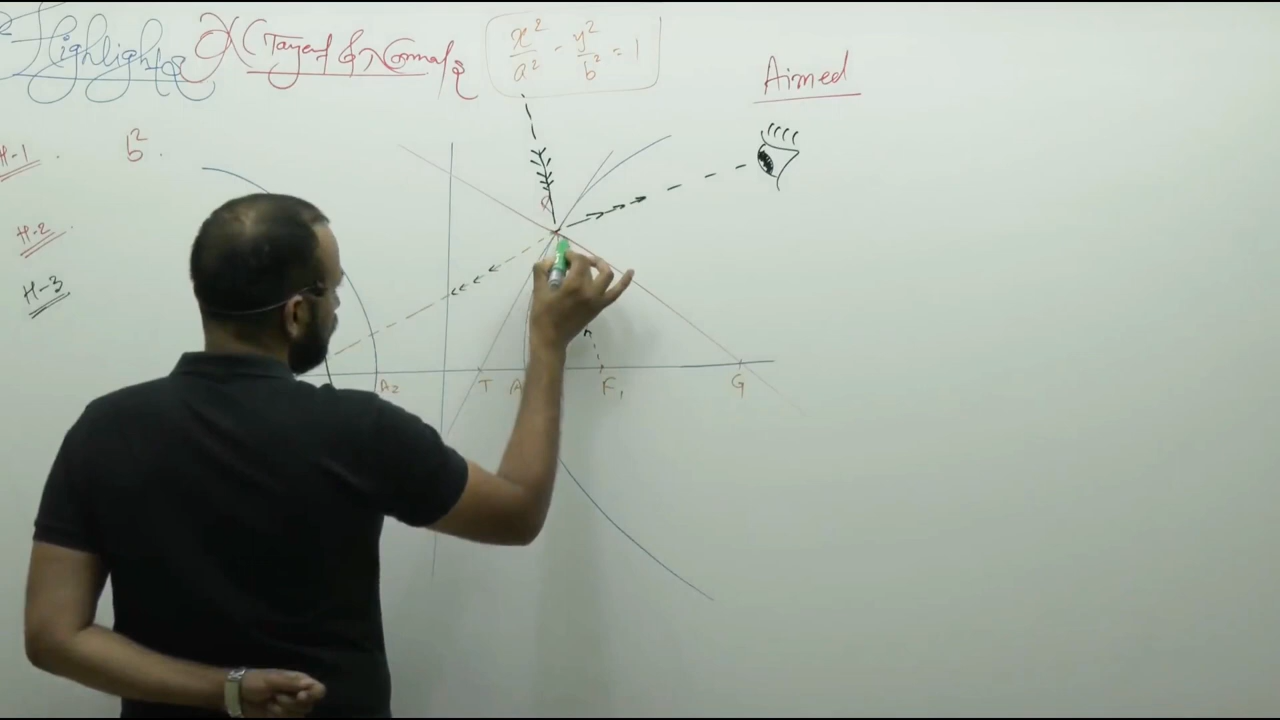 Highlights (Tangent & Normal) x²/a² - y²/b² = 1
Aimed
H-1. b².
H-2.
H-3
A₂ T A F₁ G